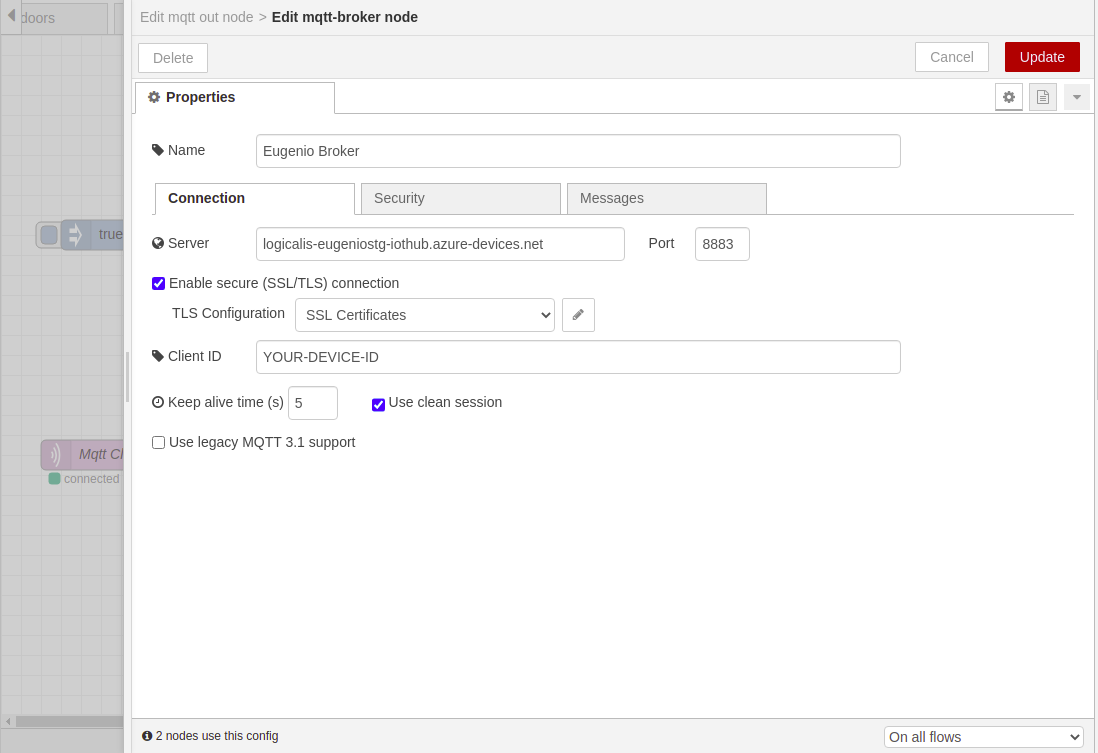 doors
Edit mqtt out node > Edit mqtt-broker node
Delete
Cancel
Update
Properties
Name
Eugenio Broker
Connection
Security
Messages
true
Server
logicalis-eugeniostg-iothub.azure-devices.net
Port
8883
Enable secure (SSL/TLS) connection
TLS Configuration
SSL Certificates
Client ID
YOUR-DEVICE-ID
Keep alive time (s)
5
Use clean session
Use legacy MQTT 3.1 support
Mqtt Cl
connected
2 nodes use this config
On all flows